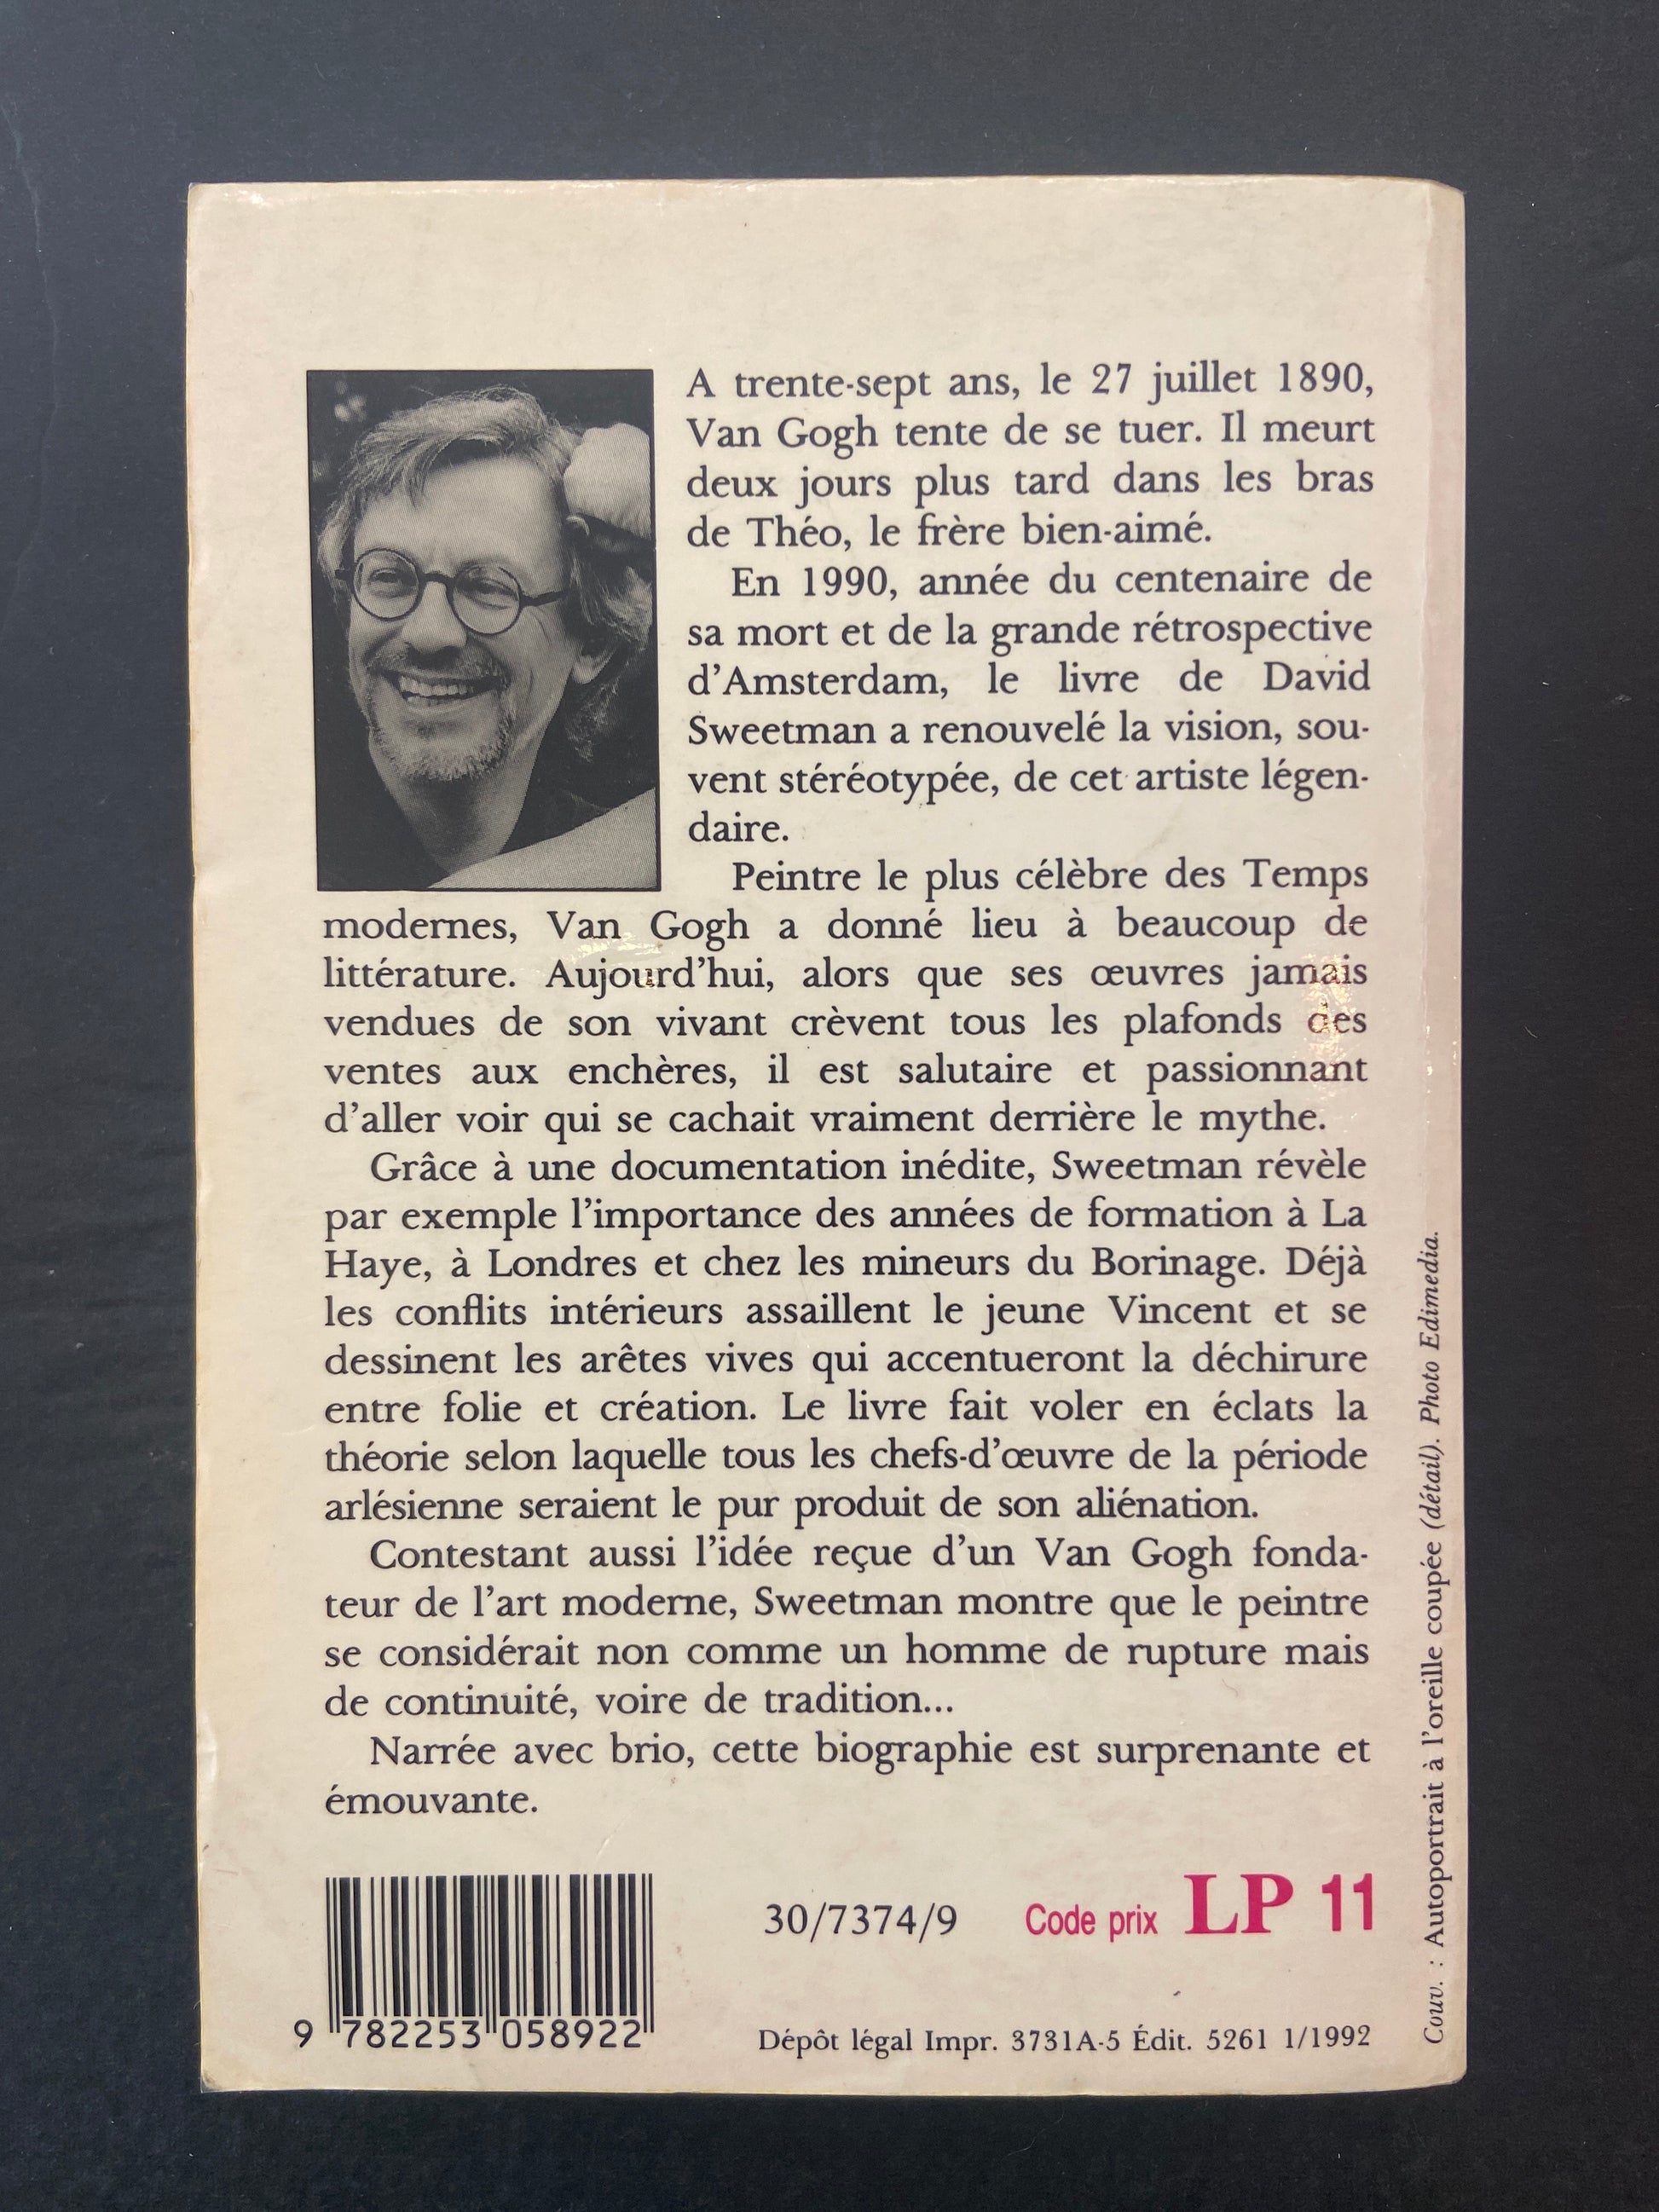 A trente-sept ans, le 27 juillet 1890,
Van Gogh tente de se tuer. Il meurt
deux jours plus tard dans les bras
de Théo, le frère bien-aimé.
En 1990, année du centenaire de
sa mort et de la grande rétrospective
d'Amsterdam, le livre de David
Sweetman a renouvelé la vision, sou-
vent stéréotypée, de cet artiste légen-
daire.
Peintre le plus célèbre des Temps
modernes, Van Gogh a donné lieu à beaucoup de
littérature. Aujourd'hui, alors que ses œuvres jamais
vendues de son vivant crèvent tous les plafonds des
ventes aux enchères, il est salutaire et passionnant
d'aller voir qui se cachait vraiment derrière le mythe.
Grâce à une documentation inédite, Sweetman révèle
par exemple l'importance des années de formation à La
Haye, à Londres et chez les mineurs du Borinage. Déjà
les conflits intérieurs assaillent le jeune Vincent et se
dessinent les arêtes vives qui accentueront la déchirure
entre folie et création. Le livre fait voler en éclats la
théorie selon laquelle tous les chefs-d'œuvre de la période
arlésienne seraient le pur produit de son aliénation.
Contestant aussi l'idée reçue d'un Van Gogh fonda-
teur de l'art moderne, Sweetman montre que le peintre
se considérait non comme un homme de rupture mais
de continuité, voire de tradition...
Narrée avec brio, cette biographie est surprenante et
émouvante.
30/7374/9 Code prix LP 11
9 782253 058922
Dépôt légal Impr. 3731A-5 Édit. 5261 1/1992
Couv. : Autoportrait à l'oreille coupée (détail). Photo Edimedia.